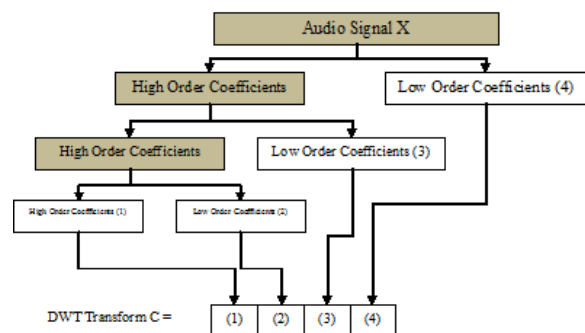 Audio Signal X
High Order Coefficients
Low Order Coefficients (4)
High Order Coefficients
Low Order Coefficients (3)
High Order Coefficients (1)
Low Order Coefficients (2)
DWT Transform C =
(1)
(2)
(3)
(4)